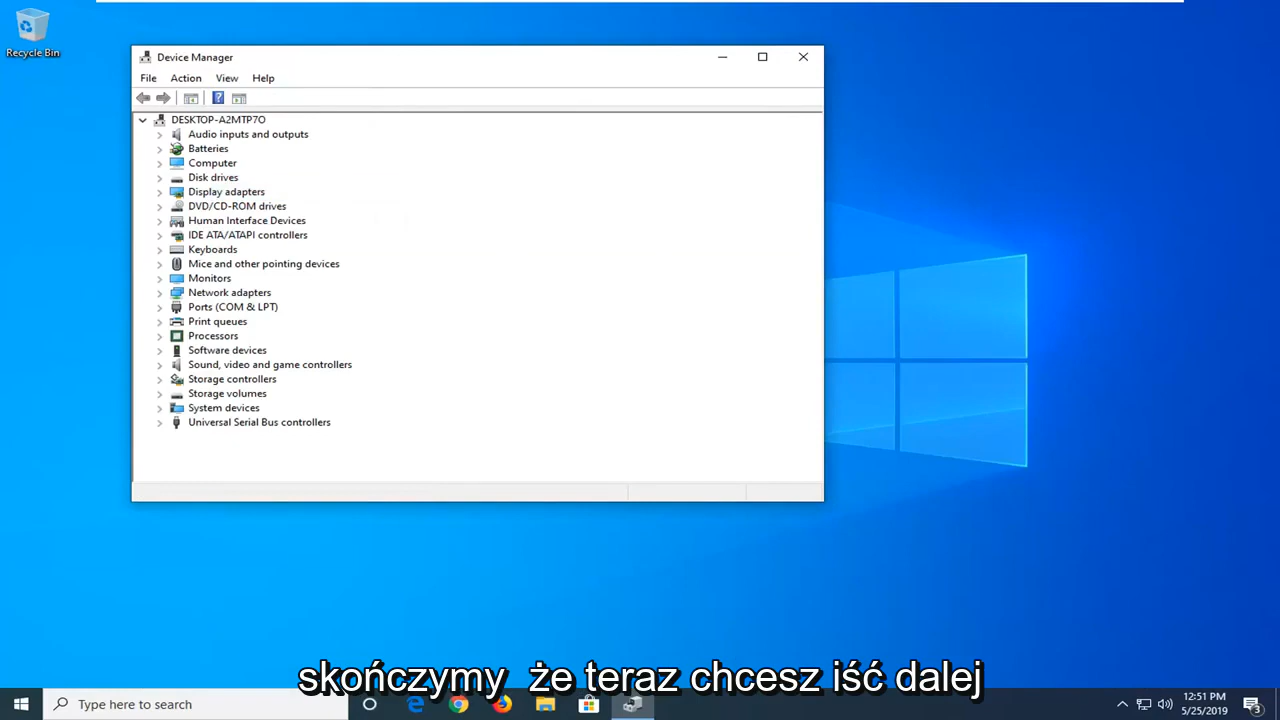 Recycle Bin
Device Manager
File Action View Help
DESKTOP-A2MTP7O
Audio inputs and outputs
Batteries
Computer
Disk drives
Display adapters
DVD/CD-ROM drives
Human Interface Devices
IDE ATA/ATAPI controllers
Keyboards
Mice and other pointing devices
Monitors
Network adapters
Ports (COM & LPT)
Print queues
Processors
Software devices
Sound, video and game controllers
Storage controllers
Storage volumes
System devices
Universal Serial Bus controllers
skończymy że teraz chcesz iść dalej
Type here to search
12:51 PM
5/25/2019
3